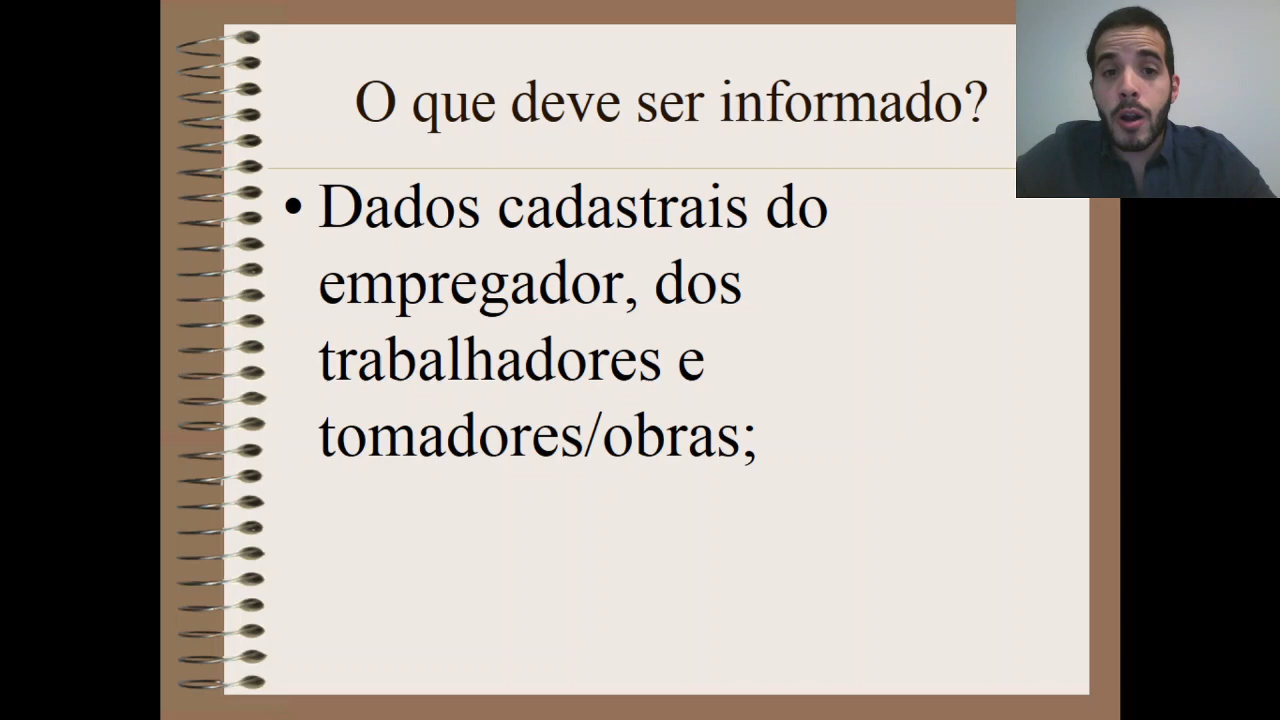 O que deve ser informado?
• Dados cadastrais do
empregador, dos
trabalhadores e
tomadores/obras;